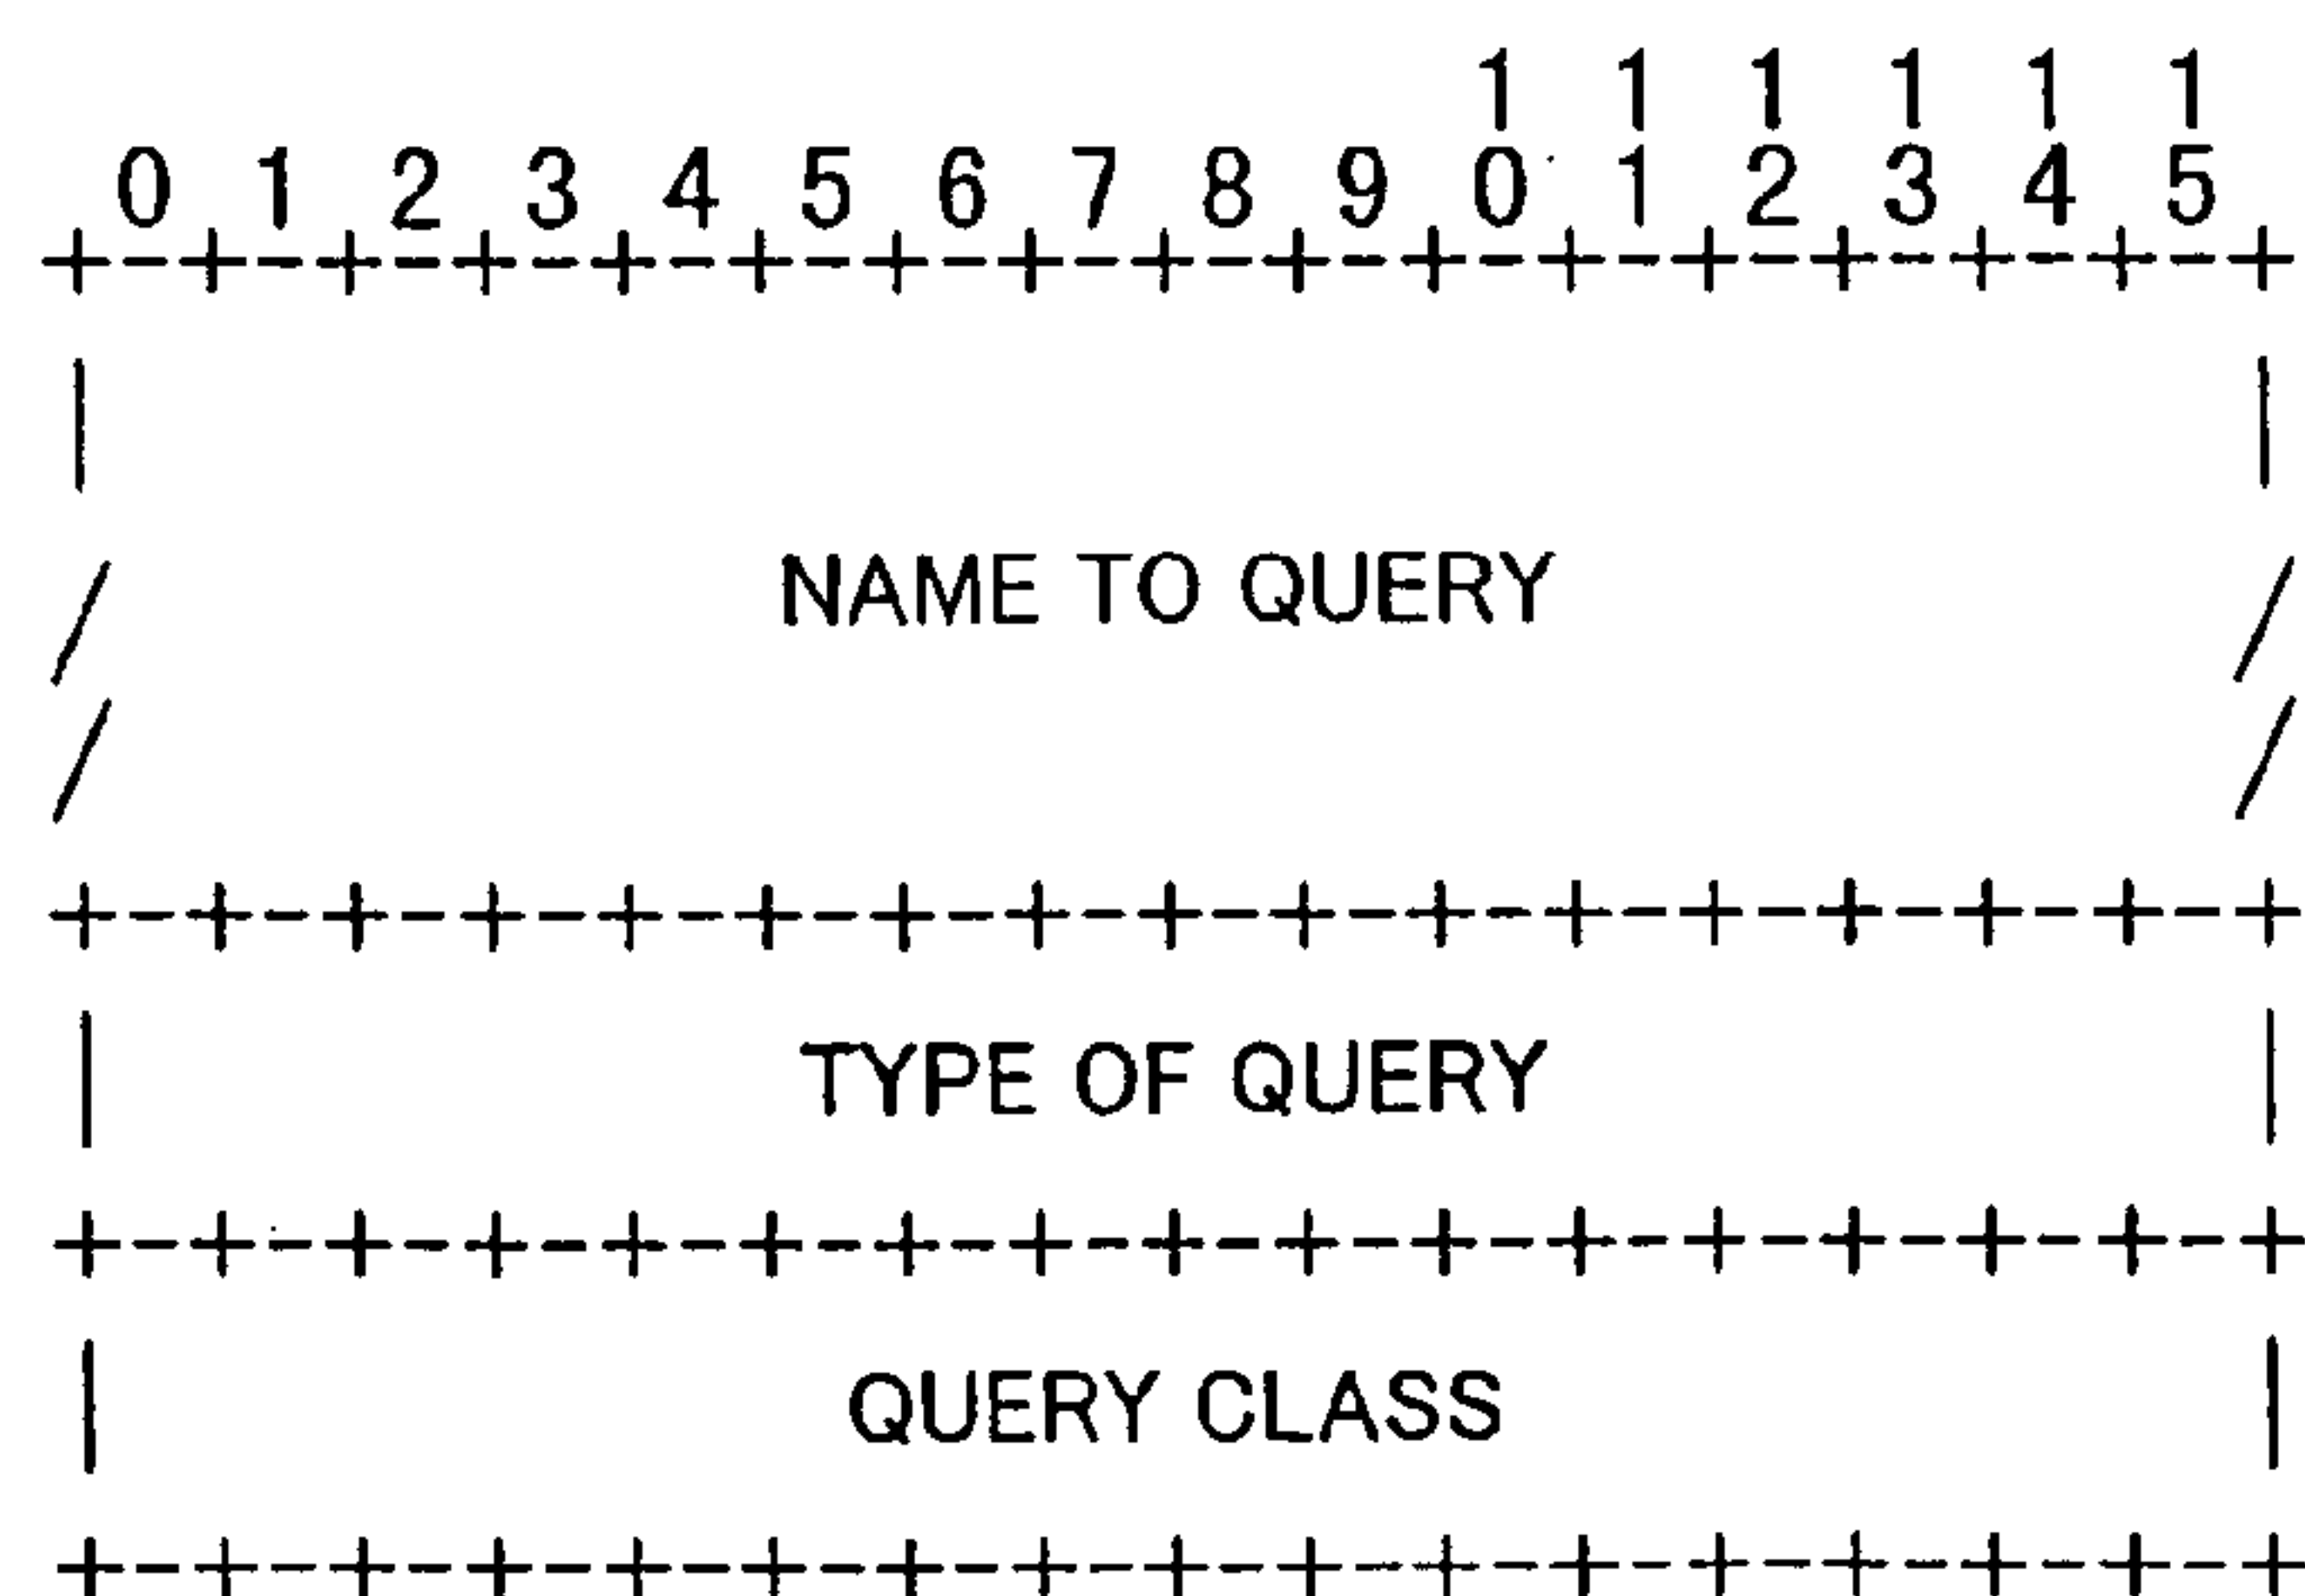 1 1 1 1 1 1
0 1 2 3 4 5 6 7 8 9 0 1 2 3 4 5
+--+--+--+--+--+--+--+--+--+--+--+--+--+--+--+--+
| |
/ NAME TO QUERY /
/ /
+--+--+--+--+--+--+--+--+--+--+--+--+--+--+--+--+
| TYPE OF QUERY |
+--+--+--+--+--+--+--+--+--+--+--+--+--+--+--+--+
| QUERY CLASS |
+--+--+--+--+--+--+--+--+--+--+--+--+--+--+--+--+